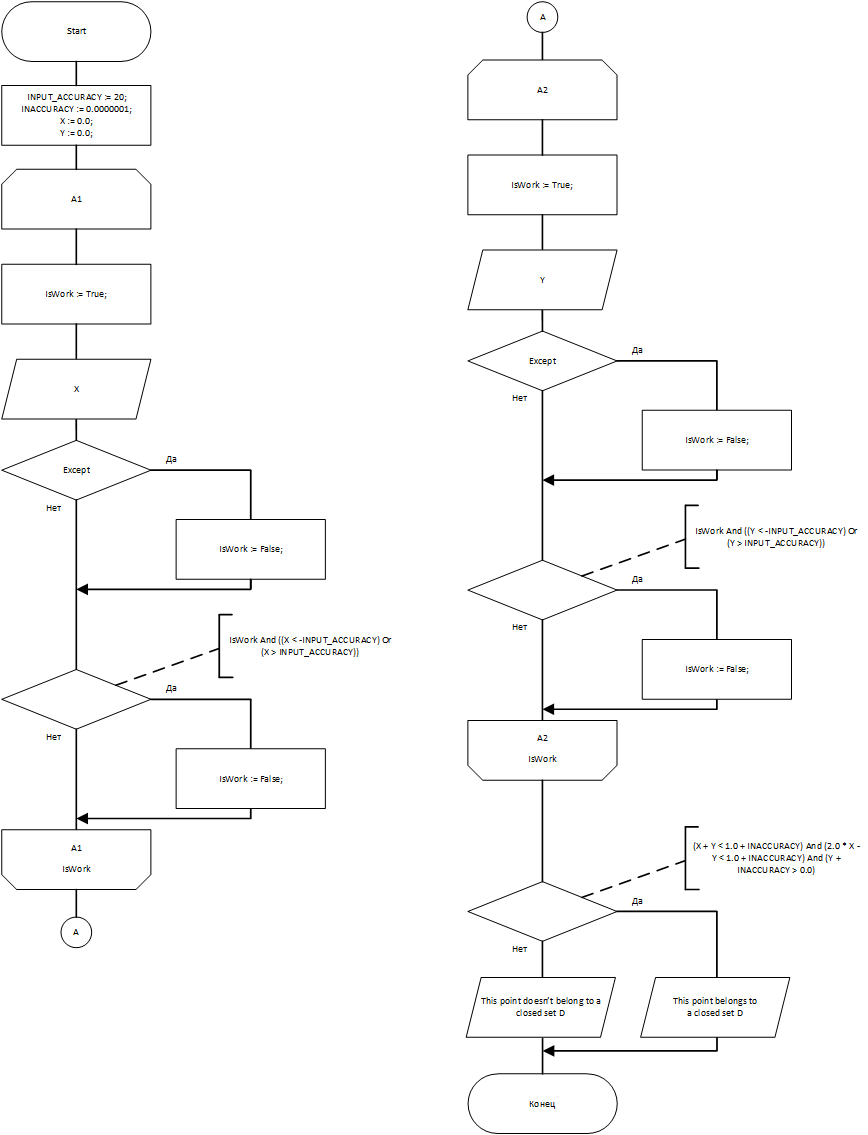 Start
INPUT_ACCURACY := 20;
INACCURACY := 0.0000001;
X := 0.0;
Y := 0.0;
A1
IsWork := True;
X
Except
Да
Нет
IsWork := False;
IsWork And ((X < -INPUT_ACCURACY) Or
(X > INPUT_ACCURACY))
Да
Нет
IsWork := False;
A1
IsWork
A
A
A2
IsWork := True;
Y
Except
Да
Нет
IsWork := False;
IsWork And ((Y < -INPUT_ACCURACY) Or
(Y > INPUT_ACCURACY))
Да
Нет
IsWork := False;
A2
IsWork
(X + Y < 1.0 + INACCURACY) And (2.0 * X -
Y < 1.0 + INACCURACY) And (Y +
INACCURACY > 0.0)
Да
Нет
This point doesn't belong to a
closed set D
This point belongs to
a closed set D
Конец